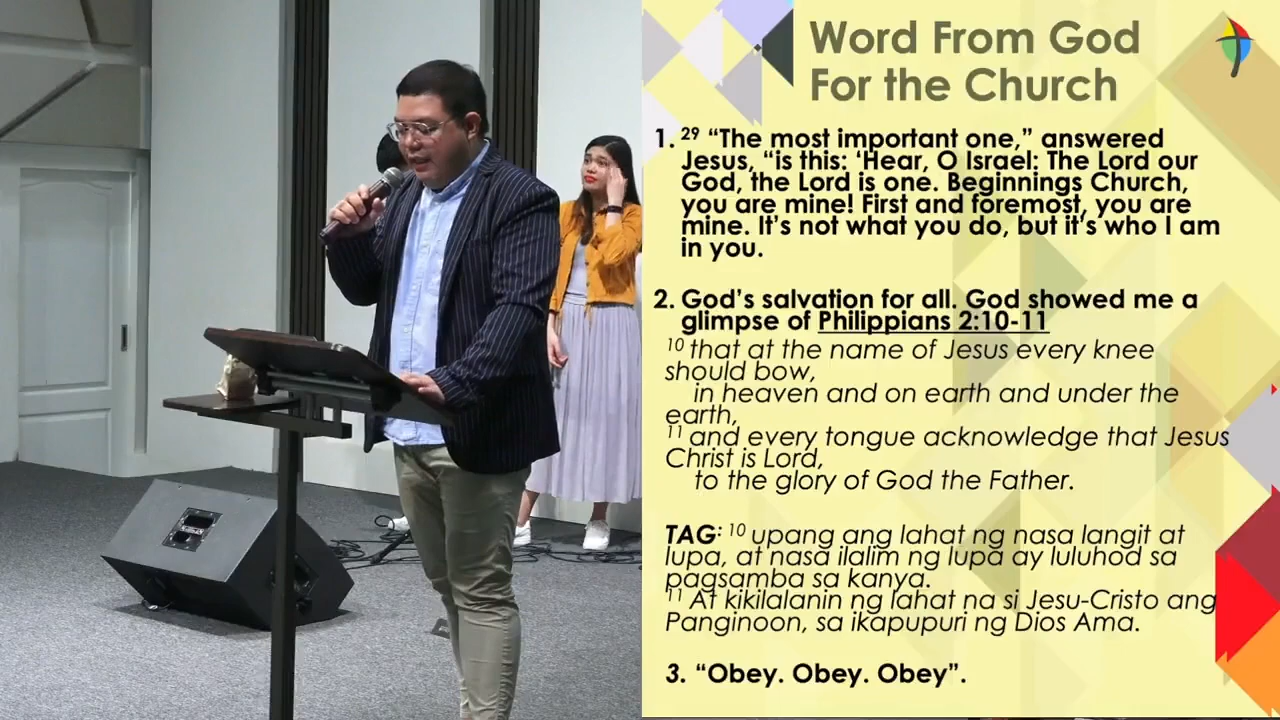 Word From God
For the Church
1. 29 “The most important one,” answered
Jesus, “is this: ‘Hear, O Israel: The Lord our
God, the Lord is one. Beginnings Church,
you are mine! First and foremost, you are
mine. It’s not what you do, but it’s who I am
in you.
2. God’s salvation for all. God showed me a
glimpse of Philippians 2:10-11
10 that at the name of Jesus every knee
should bow,
in heaven and on earth and under the
earth,
11 and every tongue acknowledge that Jesus
Christ is Lord,
to the glory of God the Father.
TAG: 10 upang ang lahat ng nasa langit at
lupa, at nasa ilalim ng lupa ay luluhod sa
pagsamba sa kanya.
11 At kikilalanin ng lahat na si Jesu-Cristo ang
Panginoon, sa ikapupuri ng Dios Ama.
3. “Obey. Obey. Obey”.